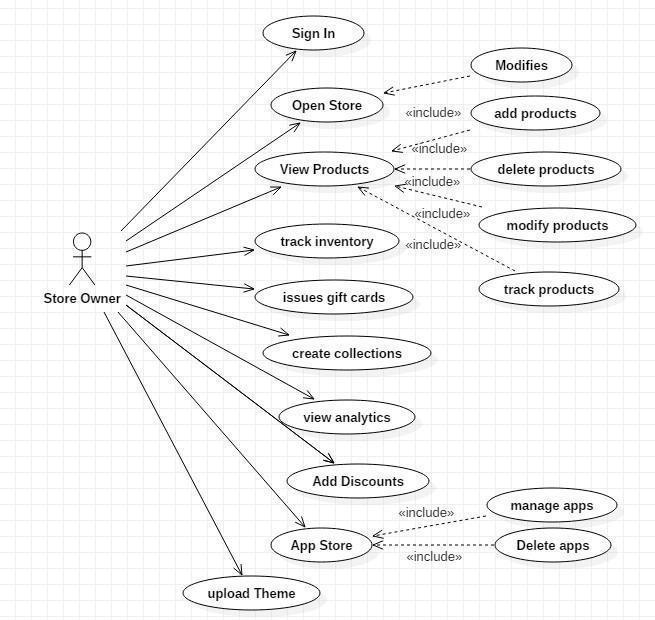 Sign In
Modifies
Open Store
«include»
add products
«include»
View Products
delete products
«include»
«include»
modify products
track inventory
«include»
Store Owner
issues gift cards
track products
create collections
view analytics
Add Discounts
manage apps
«include»
App Store
Delete apps
«include»
upload Theme